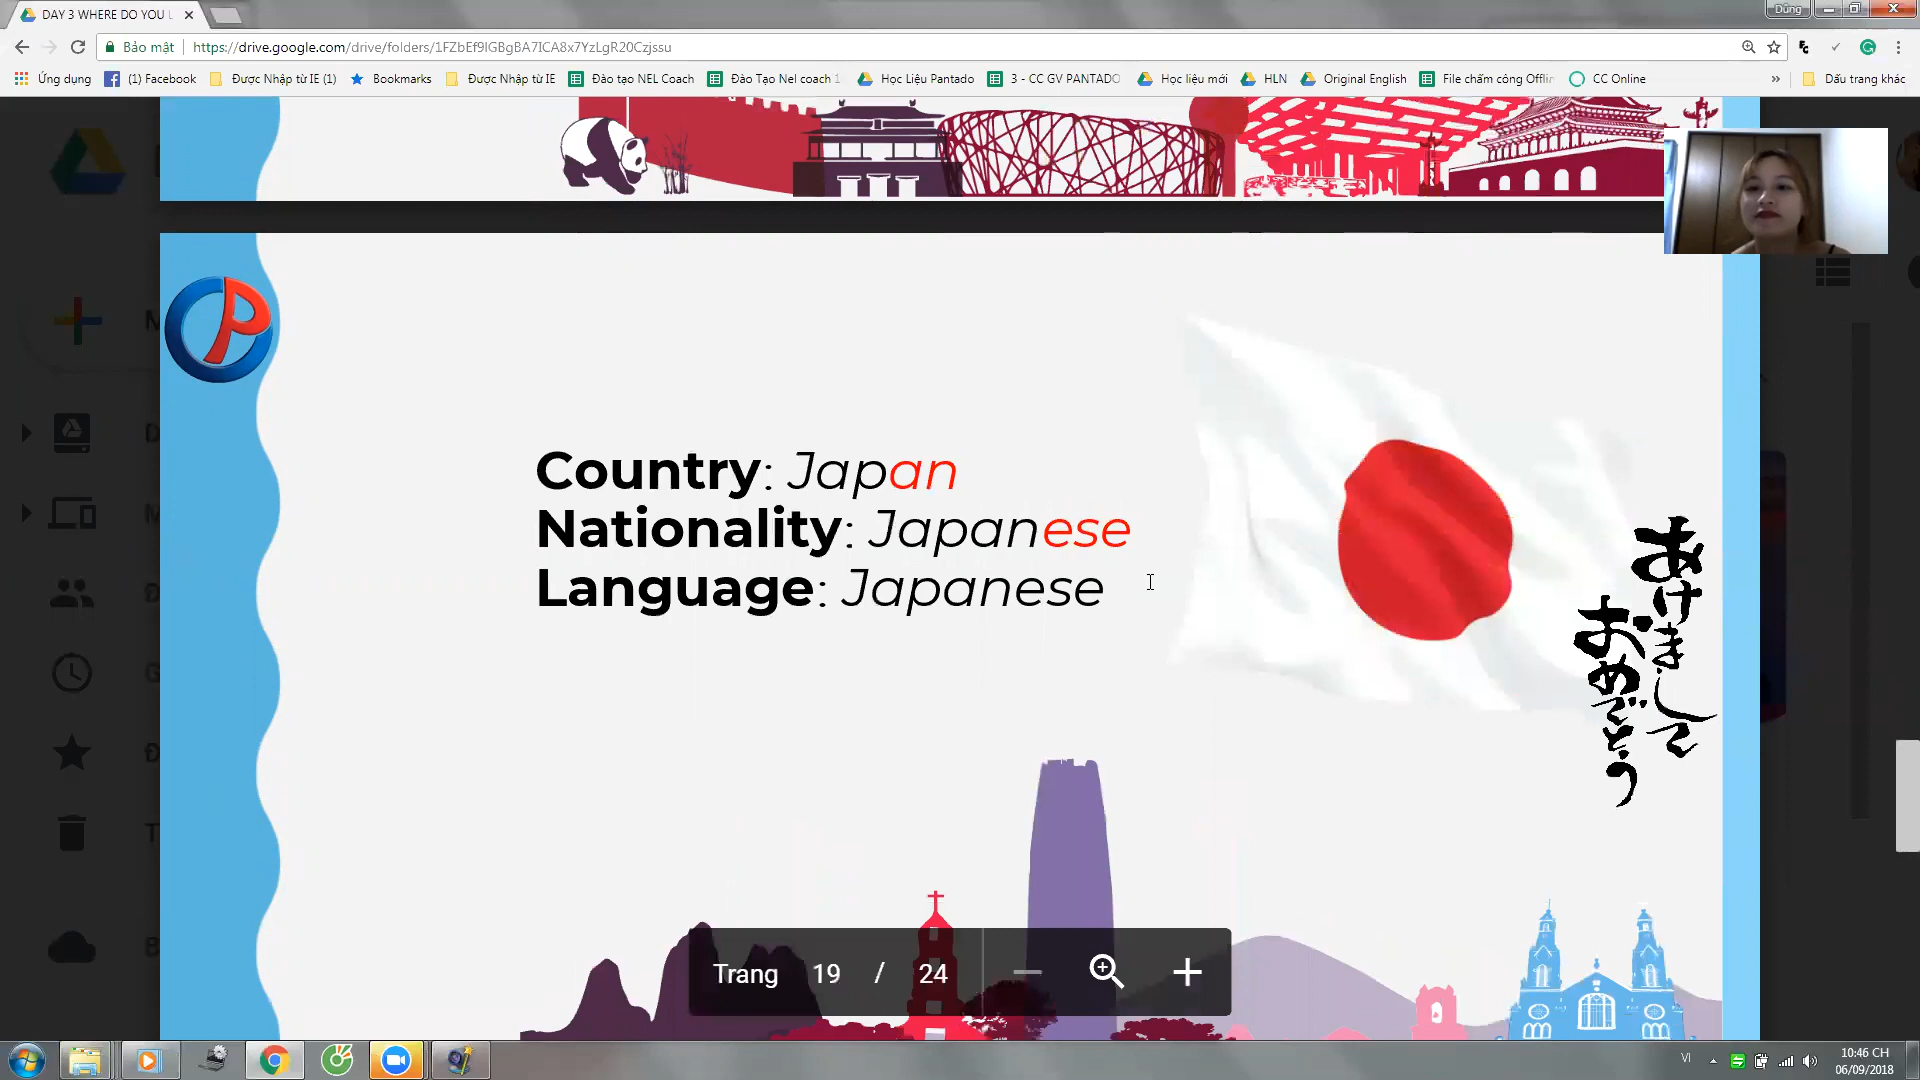 DAY 3 WHERE DO YOU L
Dũng
Bảo mật
https://drive.google.com/drive/folders/1FZbEf9lGBgBA7ICA8x7YzLgR20Czjssu
Ứng dụng
(1) Facebook
Được Nhập từ IE (1)
Bookmarks
Được Nhập từ IE
Đào tạo NEL Coach
Đào Tạo Nel coach 1
Học Liệu Pantado
3 - CC GV PANTADO
Học liệu mới
HLN
Original English
File chấm công Offlin
CC Online
»
Dấu trang khác
Country: Japan
Nationality: Japanese
Language: Japanese
あけまして
おめでとう
Trang 19 / 24
VI
10:46 CH
06/09/2018